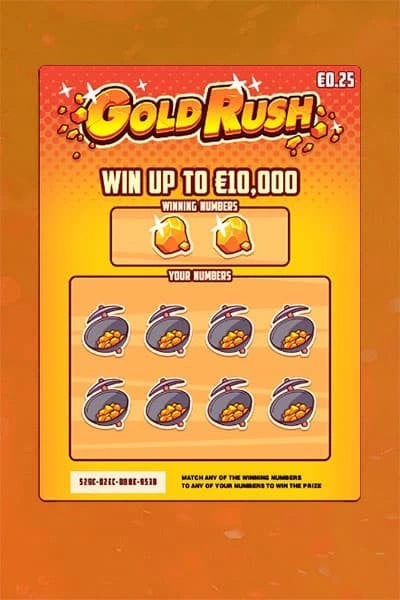 €0.25
GOLD RUSH
WIN UP TO €10,000
WINNING NUMBERS
YOUR NUMBERS
MATCH ANY OF THE WINNING NUMBERS
TO ANY OF YOUR NUMBERS TO WIN THE PRIZE